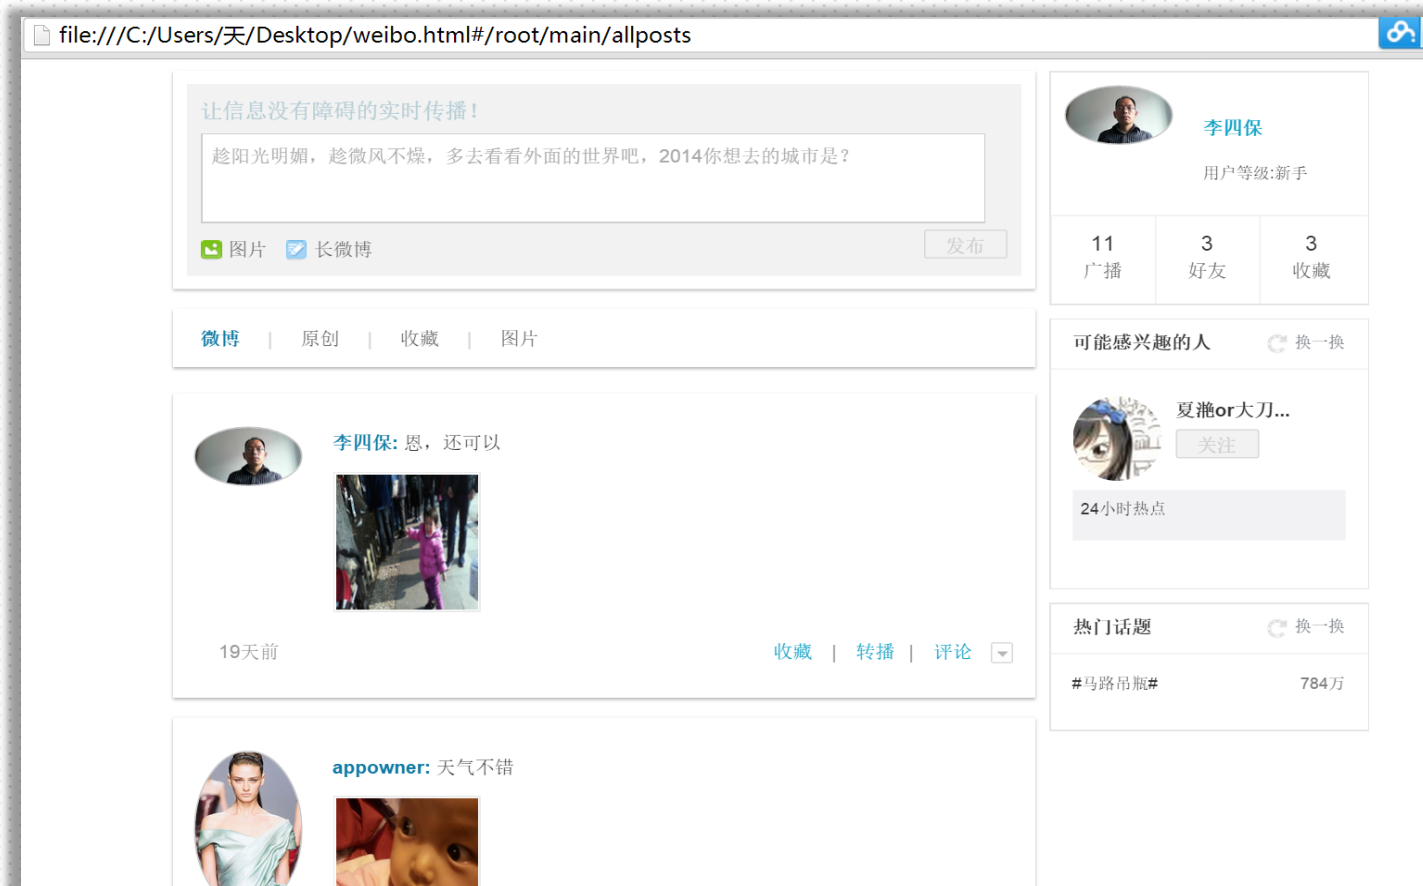 file:///C:/Users/天/Desktop/weibo.html#/root/main/allposts
让信息没有障碍的实时传播！
趁阳光明媚，趁微风不燥，多去看看外面的世界吧，2014你想去的城市是？
图片 长微博 发布
微博 | 原创 | 收藏 | 图片
李四保: 恩，还可以
19天前 收藏 | 转播 | 评论
appowner: 天气不错
李四保
用户等级:新手
11 3 3
广播 好友 收藏
可能感兴趣的人 换一换
夏滟or大刀...
关注
24小时热点
热门话题 换一换
#马路吊瓶# 784万